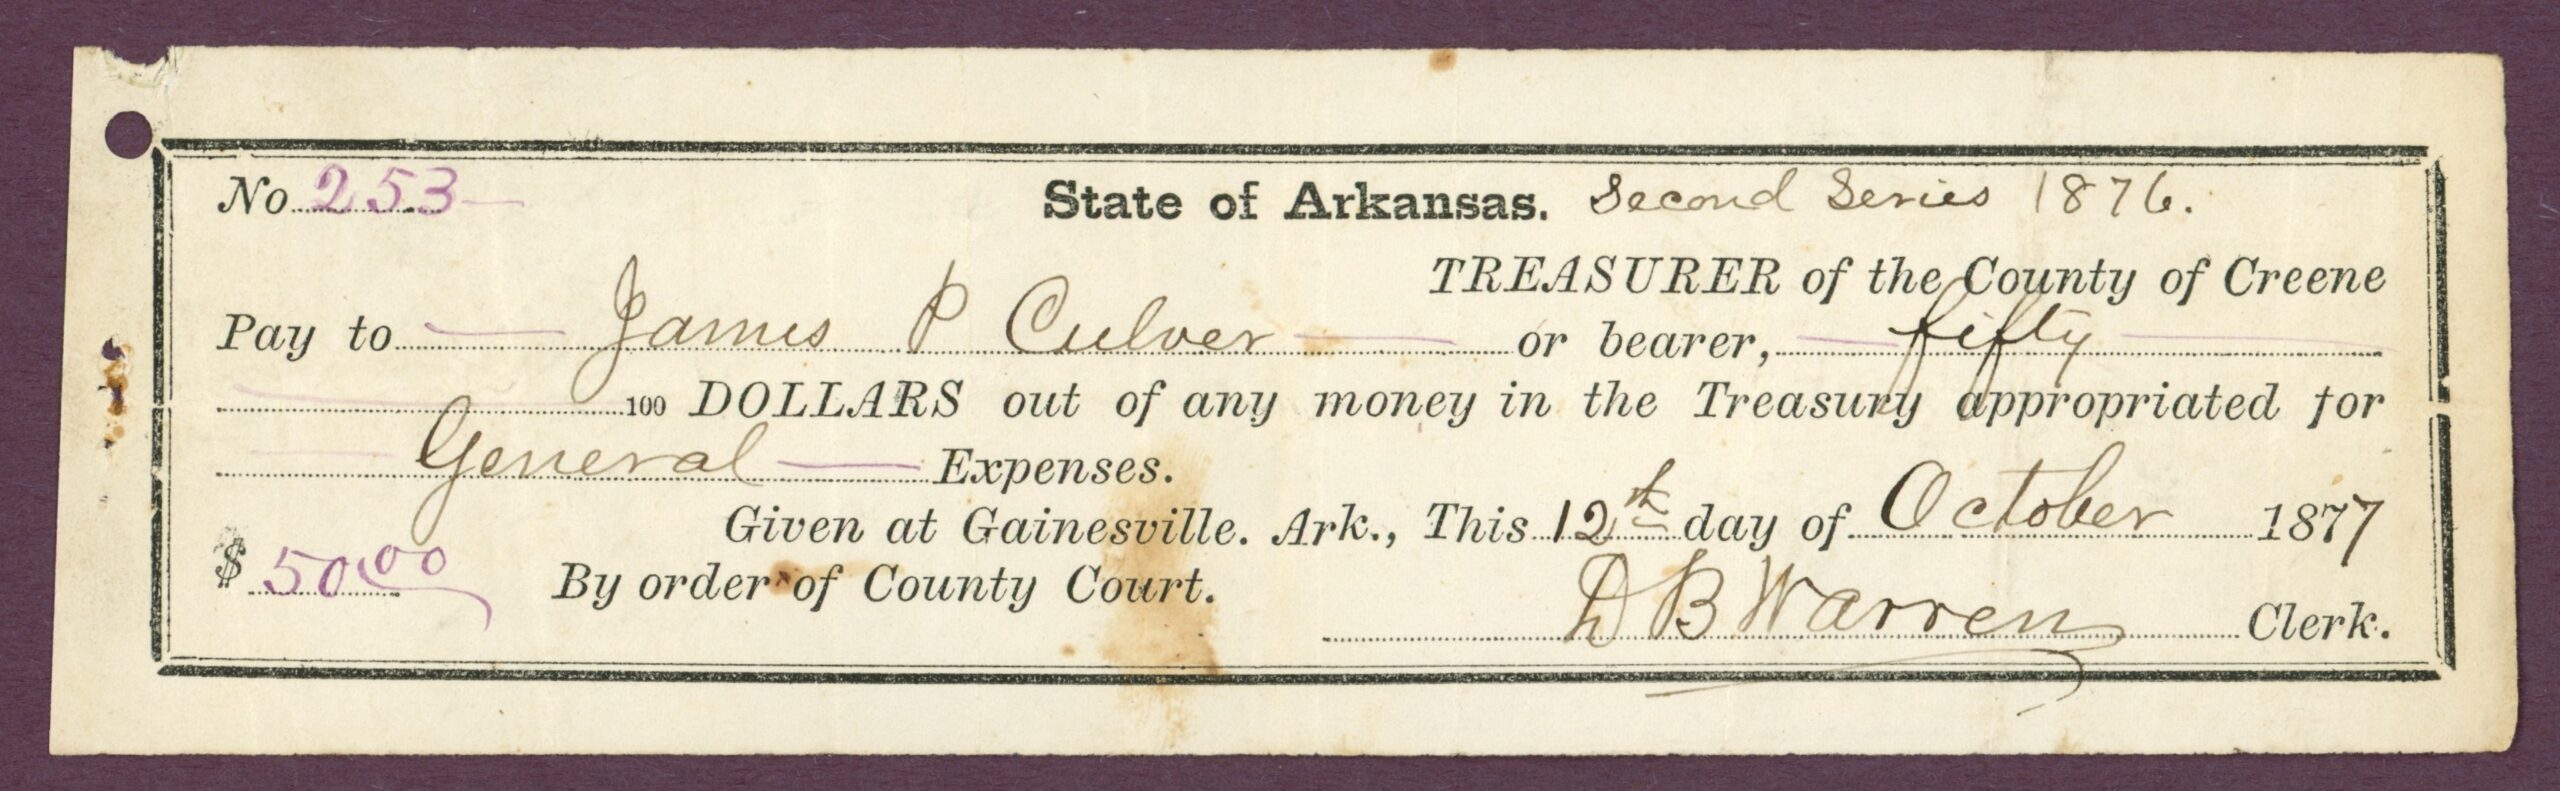 No 253
State of Arkansas. Second Series 1876.
TREASURER of the County of Creene
Pay to James P Culver or bearer, fifty
100 DOLLARS out of any money in the Treasury appropriated for
General Expenses.
Given at Gainesville. Ark., This 12th day of October 1877
$ 50 00 By order of County Court.
D B Warren Clerk.